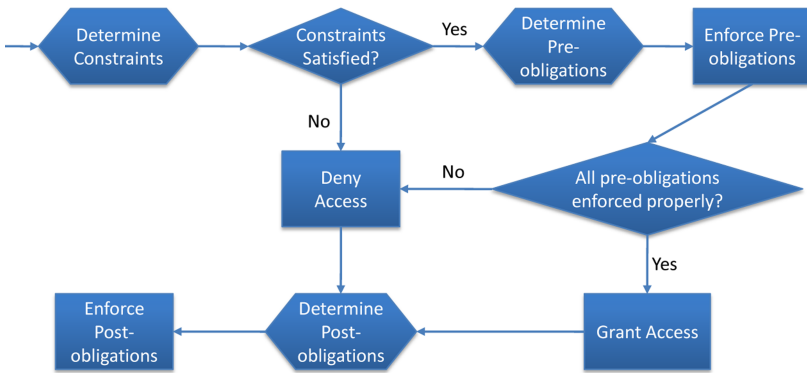 Determine
Constraints
Constraints
Satisfied?
Yes
Determine
Pre-
obligations
Enforce Pre-
obligations
No
Deny
Access
No
All pre-obligations
enforced properly?
Yes
Enforce
Post-
obligations
Determine
Post-
obligations
Grant Access